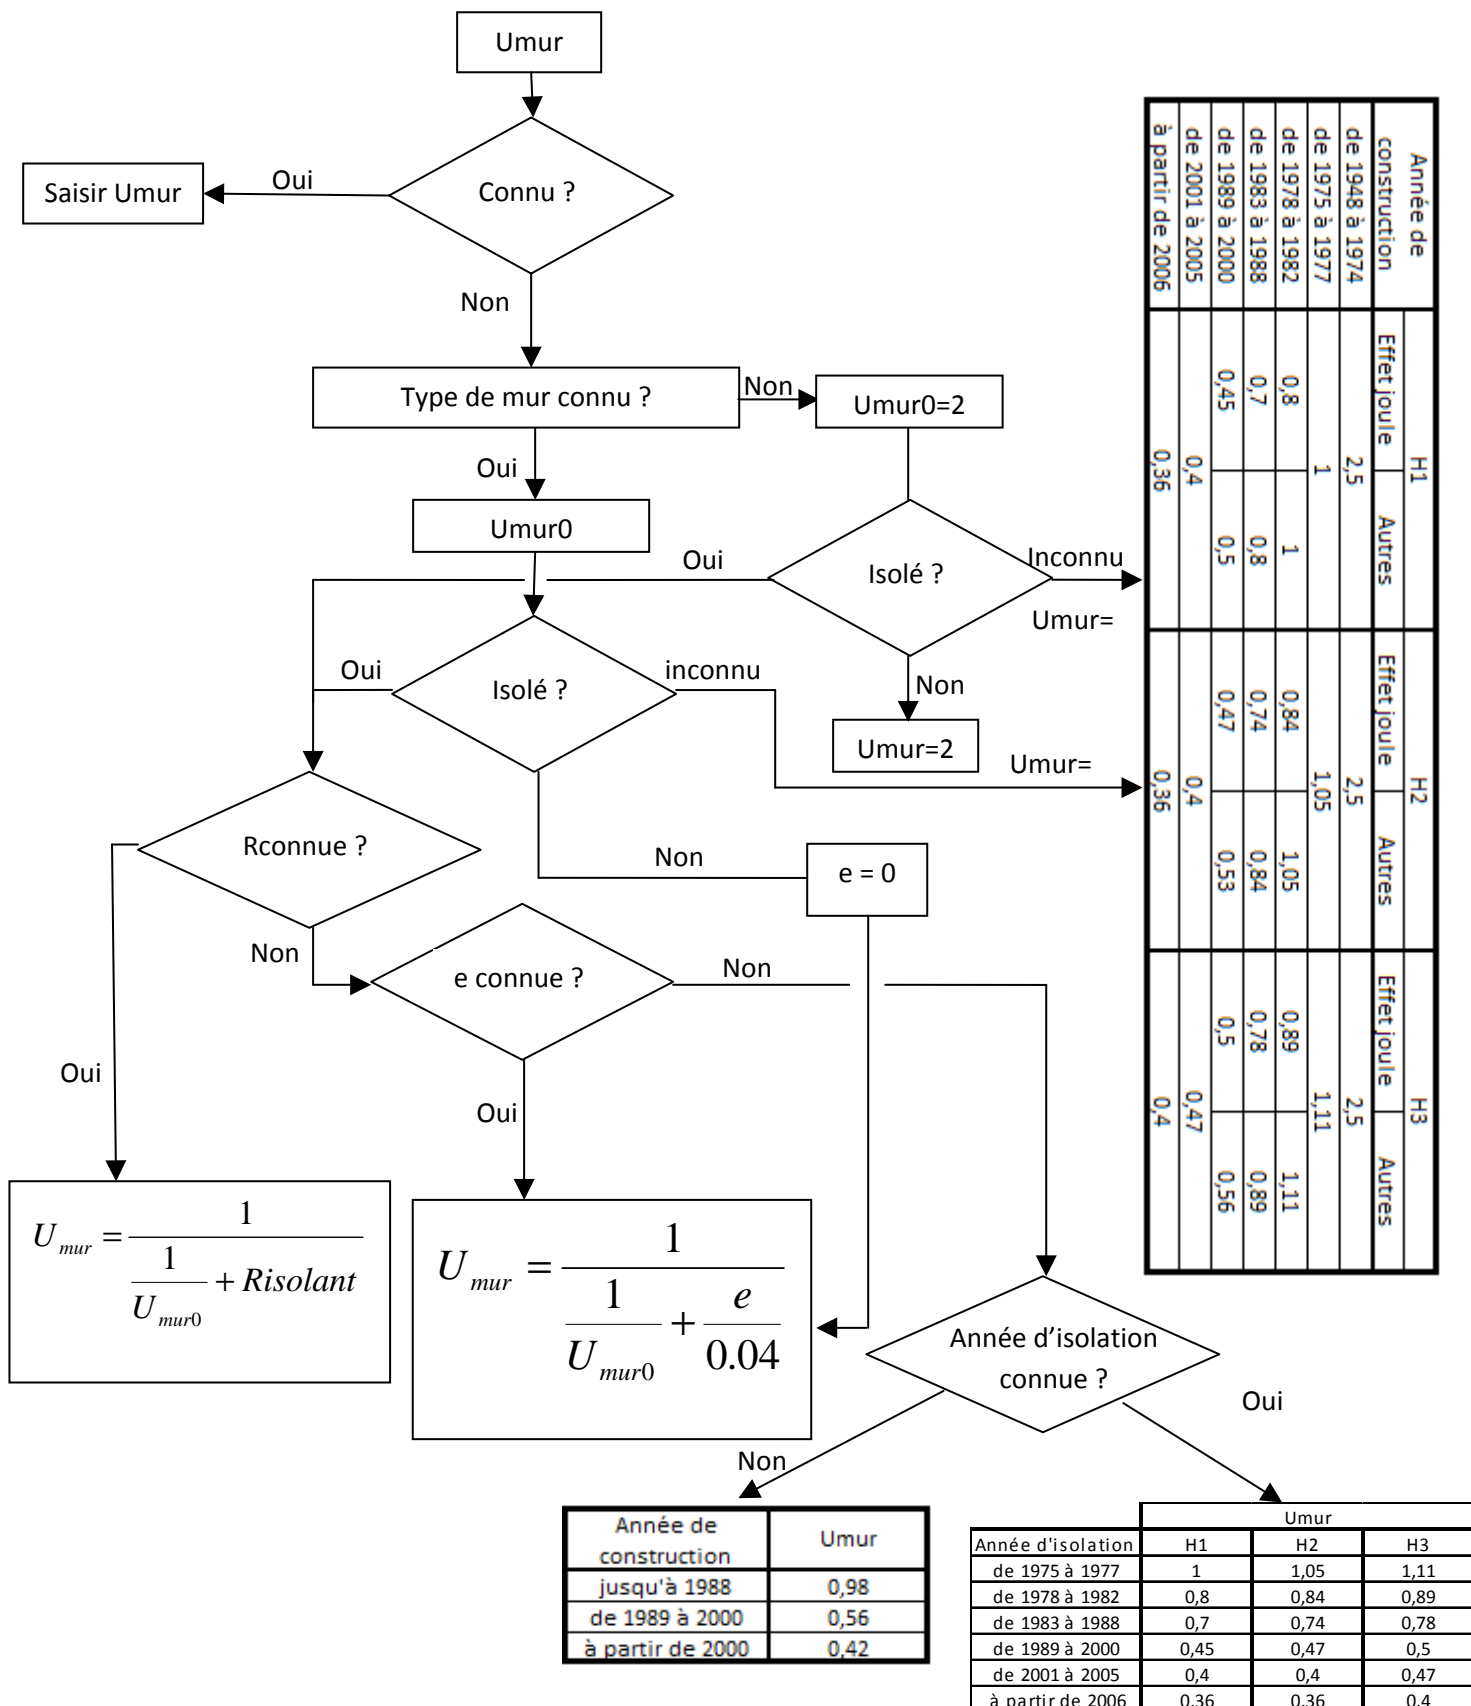 Umur
Connu ?
Oui
Saisir Umur
Non
Type de mur connu ?
Non
Umur0=2
Oui
Umur0
Isolé ?
Oui
Inconnu
Umur=
Non
Umur=2
Isolé ?
Oui
inconnu
Umur=
Non
e = 0
Rconnue ?
Non
Oui
e connue ?
Non
Oui
U mur = 1
1 + Risolant
U mur0
U mur = 1
1 + e
U mur0 0.04
Année d’isolation
connue ?
Oui
Non
Année de construction H1 H2 H3
Effet joule Autres Effet joule Autres Effet joule Autres
de 1948 à 1974 2,5 2,5 2,5
de 1975 à 1977 1 1,05 1,11
de 1978 à 1982 0,8 1 0,84 1,05 0,89 1,11
de 1983 à 1988 0,7 0,8 0,74 0,84 0,78 0,89
de 1989 à 2000 0,45 0,5 0,47 0,53 0,5 0,56
de 2001 à 2005 0,4 0,4 0,47
à partir de 2006 0,36 0,36 0,4
Année de
construction Umur
jusqu'à 1988 0,98
de 1989 à 2000 0,56
à partir de 2000 0,42
Umur
Année d'isolation H1 H2 H3
de 1975 à 1977 1 1,05 1,11
de 1978 à 1982 0,8 0,84 0,89
de 1983 à 1988 0,7 0,74 0,78
de 1989 à 2000 0,45 0,47 0,5
de 2001 à 2005 0,4 0,4 0,47
à partir de 2006 0,36 0,36 0,4